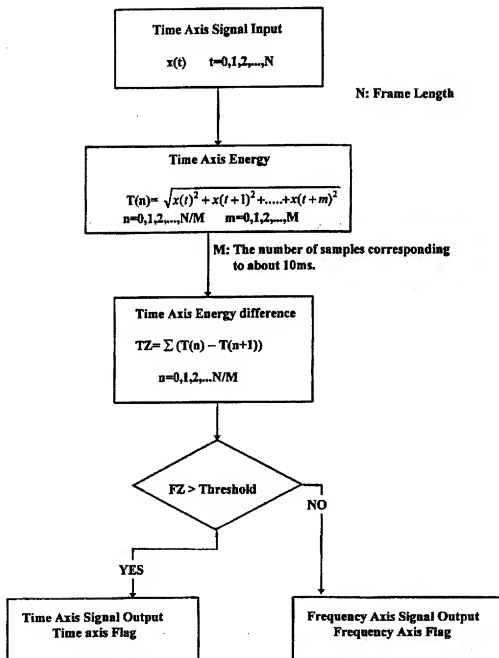 Time Axis Signal Input
x(t) t=0,1,2,...,N
N: Frame Length
Time Axis Energy
T(n)= √x(t)²+x(t+1)²+.....+x(t+m)²
n=0,1,2,...,N/M m=0,1,2,...,M
M: The number of samples corresponding
to about 10ms.
Time Axis Energy difference
TZ= ∑ (T(n) − T(n+1))
n=0,1,2,...N/M
FZ > Threshold
NO
YES
Time Axis Signal Output
Time axis Flag
Frequency Axis Signal Output
Frequency Axis Flag